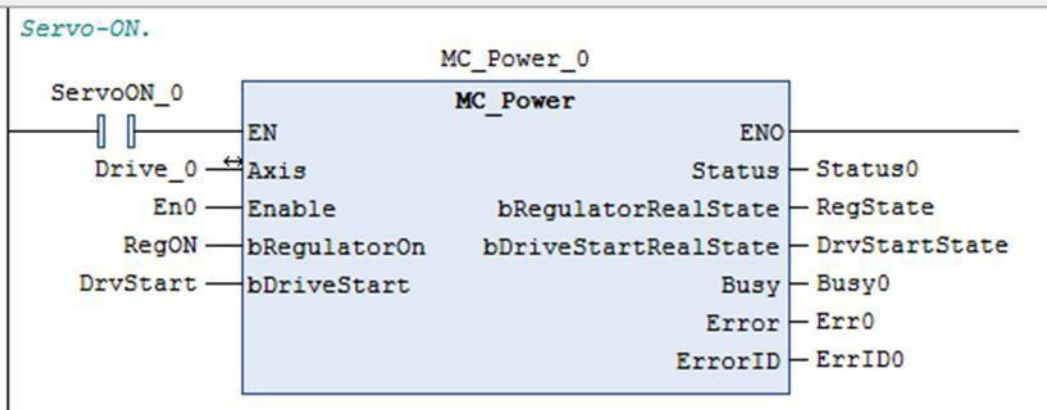 Servo-ON.
MC_Power_0
ServoON_0
MC_Power
EN ENO
Drive_0 Axis Status Status0
En0 Enable bRegulatorRealState RegState
RegON bRegulatorOn bDriveStartRealState DrvStartState
DrvStart bDriveStart Busy Busy0
Error Err0
ErrorID ErrID0